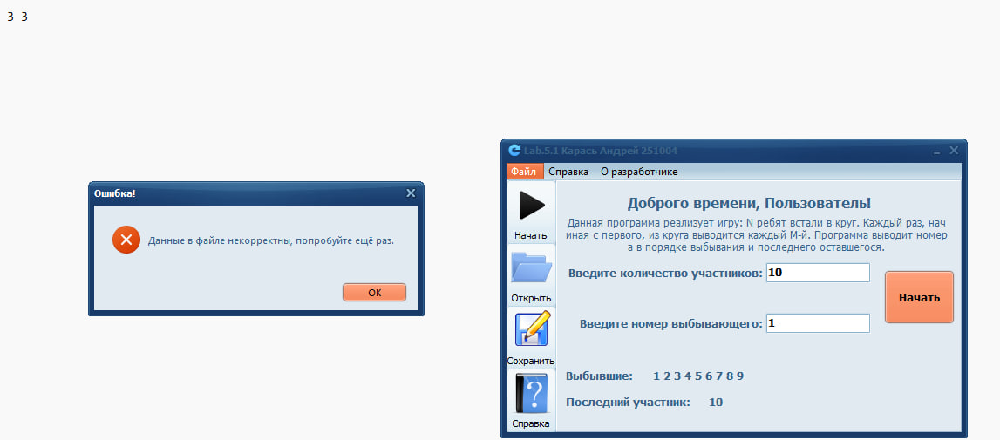 3 3
Ошибка!
Данные в файле некорректны, попробуйте ещё раз.
OK
Lab.5.1 Карась Андрей 251004
Файл Справка О разработчике
Начать
Открыть
Сохранить
Справка
Доброго времени, Пользователь!
Данная программа реализует игру: N ребят встали в круг. Каждый раз, нач
иная с первого, из круга выводится каждый М-й. Программа выводит номер
а в порядке выбывания и последнего оставшегося.
Введите количество участников: 10
Введите номер выбывающего: 1
Начать
Выбывшие: 1 2 3 4 5 6 7 8 9
Последний участник: 10